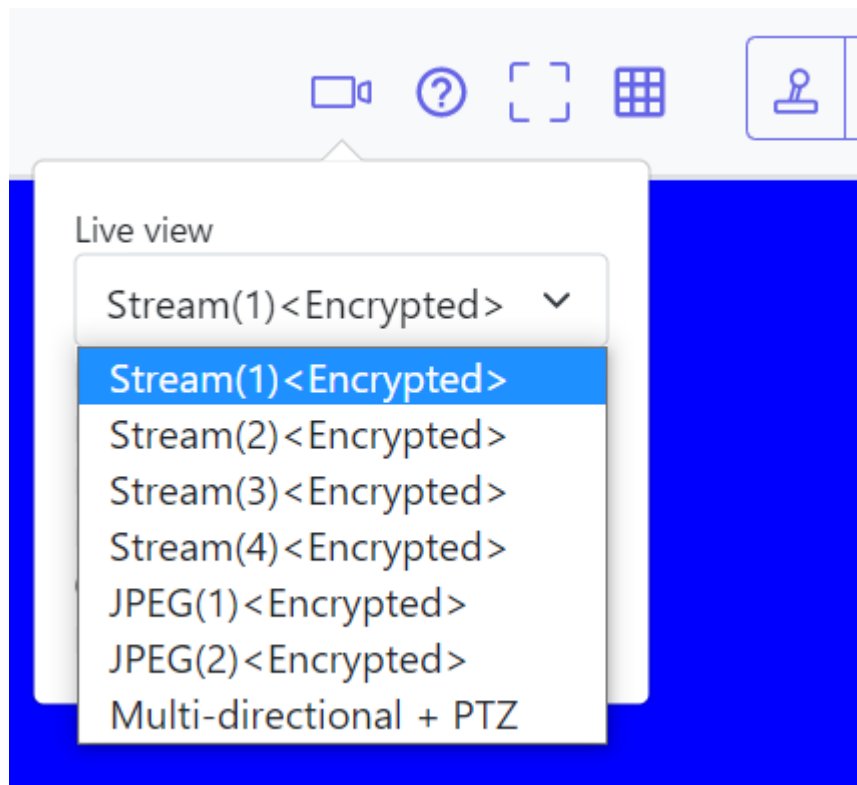 Live view
Stream(1)<Encrypted>
Stream(1)<Encrypted>
Stream(2)<Encrypted>
Stream(3)<Encrypted>
Stream(4)<Encrypted>
JPEG(1)<Encrypted>
JPEG(2)<Encrypted>
Multi-directional + PTZ